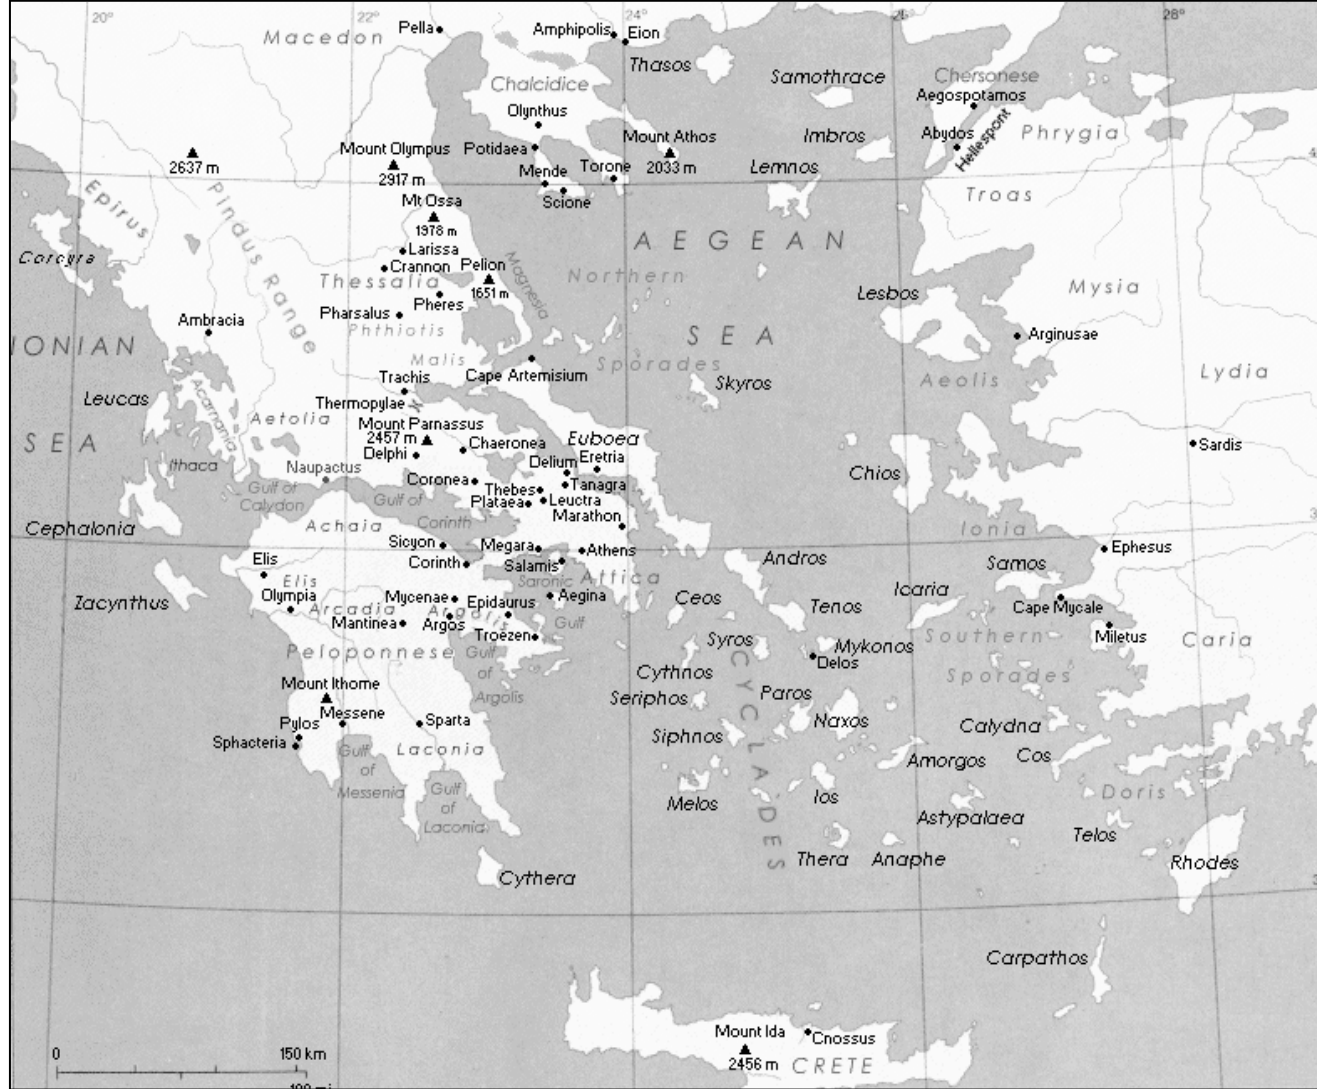 20°
22°
24°
26°
28°
Macedon
Pella
Amphipolis
Eion
Thasos
Samothrace
Chersonese
Aegospotamos
Chalcidice
Olynthus
Potidaea
Mende
Torone
Scione
Mount Athos
2033 m
Imbros
Lemnos
Abydos
Hellespont
Phrygia
Troas
2637 m
Mount Olympus
2917 m
Mt Ossa
1978 m
Epirus
Pindus Range
Corcyra
Larissa
Crannon
Pelion
1651 m
Magnesia
Thessalia
Pheres
Pharsalus
Phthiotis
AEGEAN
SEA
Northern
Sporades
Lesbos
Mysia
Arginusae
Ambracia
IONIAN
SEA
Malis
Cape Artemisium
Skyros
Aeolis
Lydia
Leucas
Acarnania
Trachis
Thermopylae
Aetolia
Mount Parnassus
2457 m
Delphi
Chaeronea
Euboea
Eretria
Delium
Tanagra
Chios
Sardis
Ithaca
Naupactus
Gulf of
Calydon
Gulf of
Corinth
Coronea
Thebes
Leuctra
Plataea
Marathon
Cephalonia
Achaia
Sicyon
Megara
Athens
Corinth
Salamis
Attica
Ionia
Ephesus
Andros
Samos
Elis
Elis
Olympia
Saronic
Gulf
Zacynthus
Arcadia
Mycenae
Argolis
Epidaurus
Aegina
Ceos
Tenos
Icaria
Cape Mycale
Mantinea
Argos
Troezen
Syros
Mykonos
Southern
Sporades
Miletus
Caria
Peloponnese
Gulf
of
Argolis
Cythnos
Delos
Mount Ithome
Messene
Seriphos
Paros
Naxos
CYCLADES
Pylos
Sphacteria
Sparta
Laconia
Siphnos
Calydna
Cos
Amorgos
Gulf
of
Messenia
Gulf
of
Laconia
Melos
Ios
Astypalaea
Doris
Telos
Thera
Anaphe
Rhodes
Cythera
Carpathos
Mount Ida
2456 m
Cnossus
CRETE
0
150 km